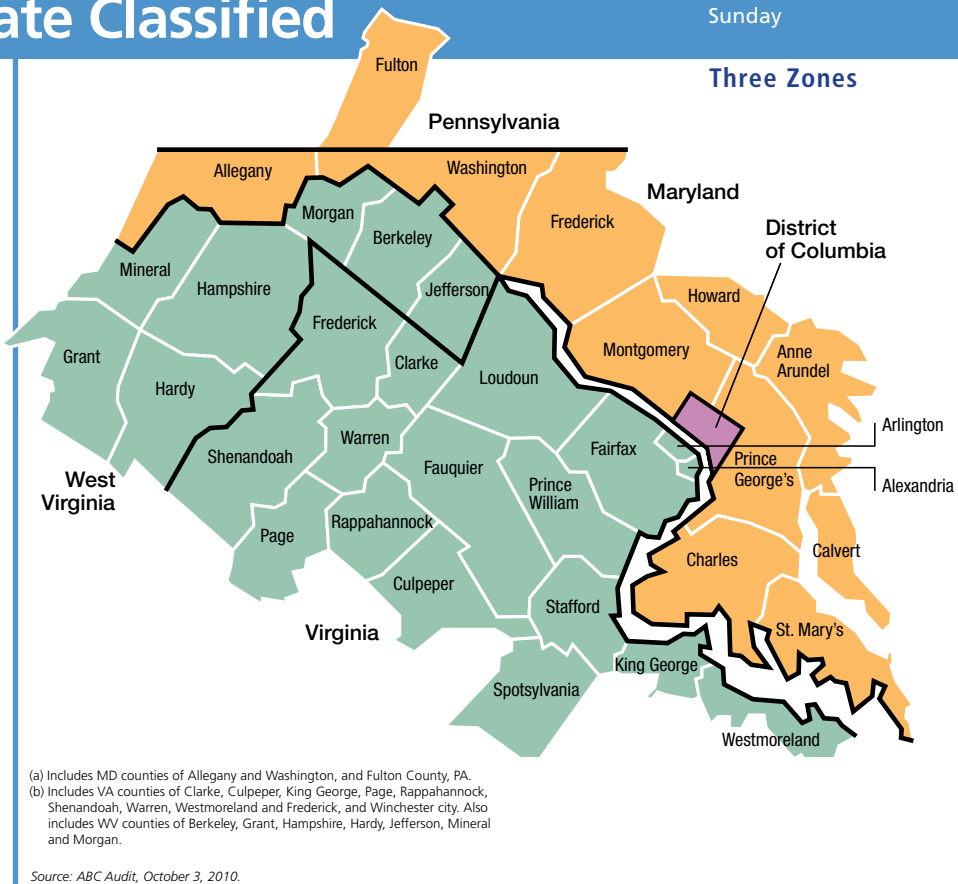 ate Classified
Sunday
Three Zones
Fulton
Pennsylvania
Allegany
Washington
Maryland
Morgan
Frederick
District
of Columbia
Berkeley
Mineral
Hampshire
Jefferson
Howard
Frederick
Montgomery
Anne
Arundel
Grant
Clarke
Loudoun
Hardy
Arlington
Warren
Fairfax
Shenandoah
Fauquier
Prince
George's
West
Virginia
Prince
William
Alexandria
Rappahannock
Page
Calvert
Charles
Culpeper
Stafford
Virginia
St. Mary's
King George
Spotsylvania
Westmoreland
(a) Includes MD counties of Allegany and Washington, and Fulton County, PA.
(b) Includes VA counties of Clarke, Culpeper, King George, Page, Rappahannock,
Shenandoah, Warren, Westmoreland and Frederick, and Winchester city. Also
includes WV counties of Berkeley, Grant, Hampshire, Hardy, Jefferson, Mineral
and Morgan.
Source: ABC Audit, October 3, 2010.